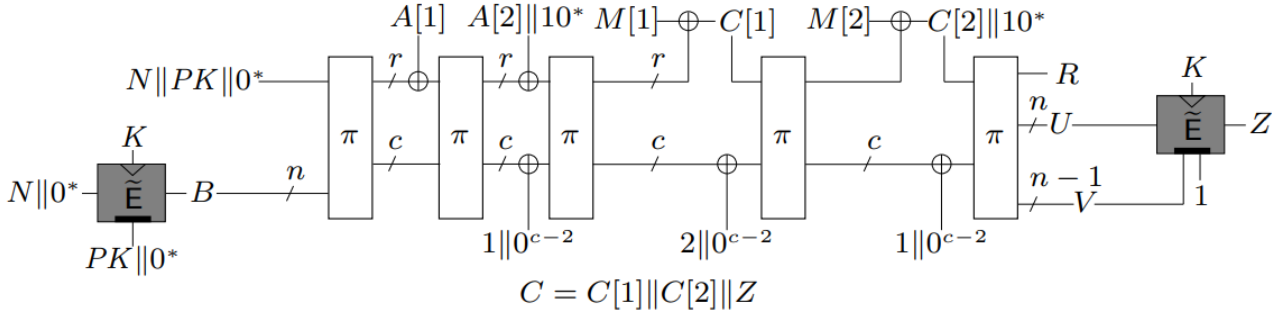 A[1] A[2]∥10* M[1] C[1] M[2] C[2]∥10*
r r r
N∥PK∥0* R K
π π π π π n U Ẽ Z
K c c c c
N∥0* Ẽ B n n − 1 V 1
PK∥0* 1∥0^{c−2} 2∥0^{c−2} 1∥0^{c−2}
C = C[1]∥C[2]∥Z